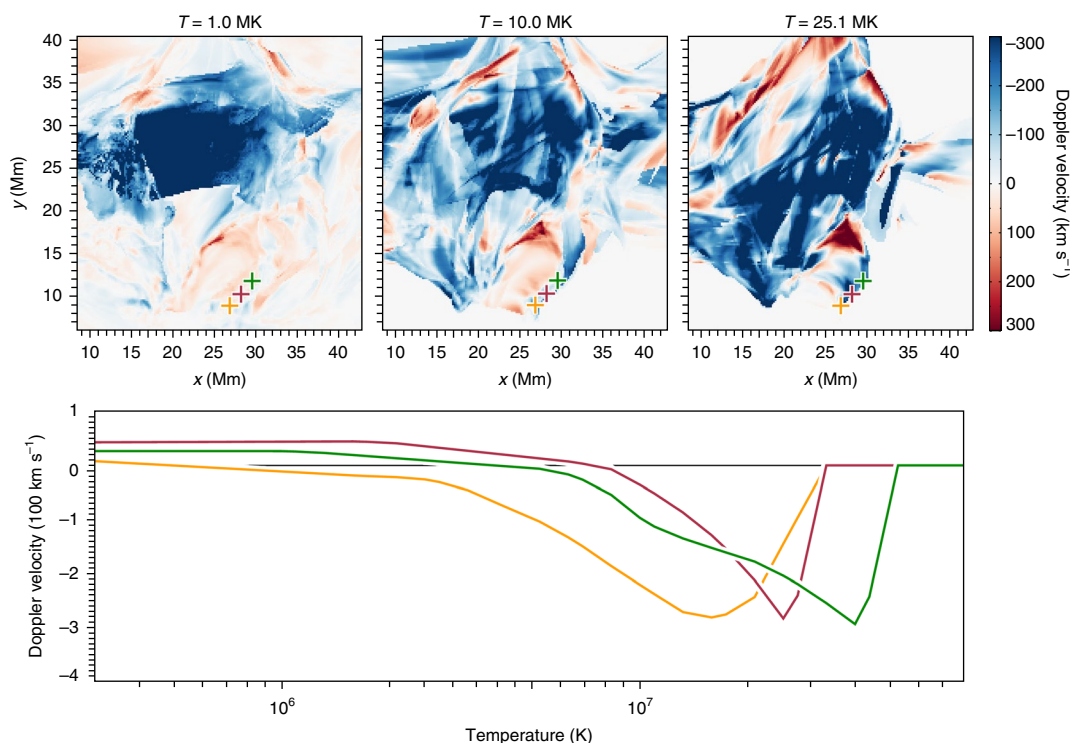 T = 1.0 MK
T = 10.0 MK
T = 25.1 MK
40
35
30
25
20
15
10
y (Mm)
10 15 20 25 30 35 40
10 15 20 25 30 35 40
10 15 20 25 30 35 40
x (Mm)
x (Mm)
x (Mm)
–300
–200
–100
0
100
200
300
Doppler velocity (km s⁻¹)
1
0
–1
–2
–3
–4
Doppler velocity (100 km s⁻¹)
10⁶
10⁷
Temperature (K)